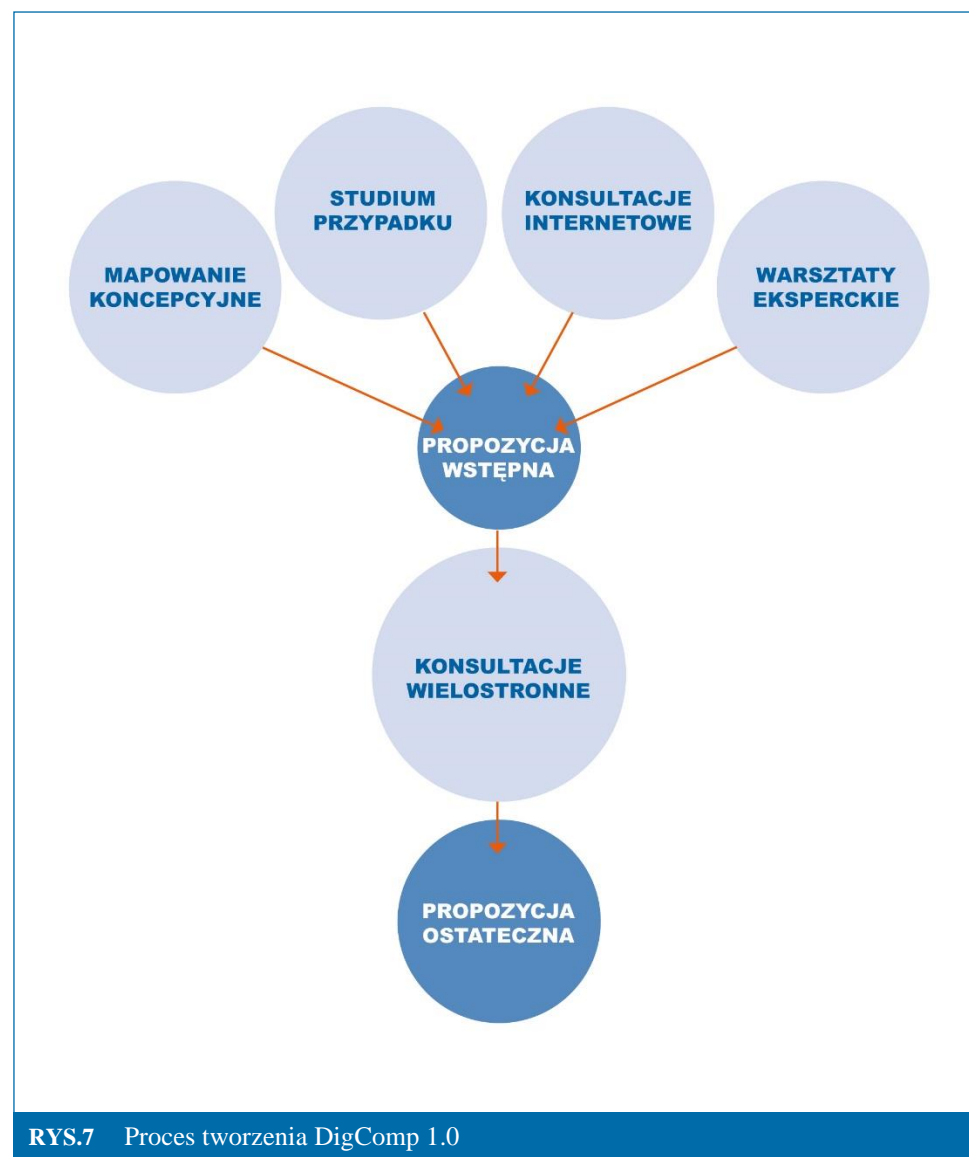 STUDIUM
PRZYPADKU
KONSULTACJE
INTERNETOWE
MAPOWANIE
KONCEPCYJNE
WARSZTATY
EKSPERCKIE
PROPOZYCJA
WSTĘPNA
KONSULTACJE
WIELOSTRONNE
PROPOZYCJA
OSTATECZNA
RYS.7 Proces tworzenia DigComp 1.0